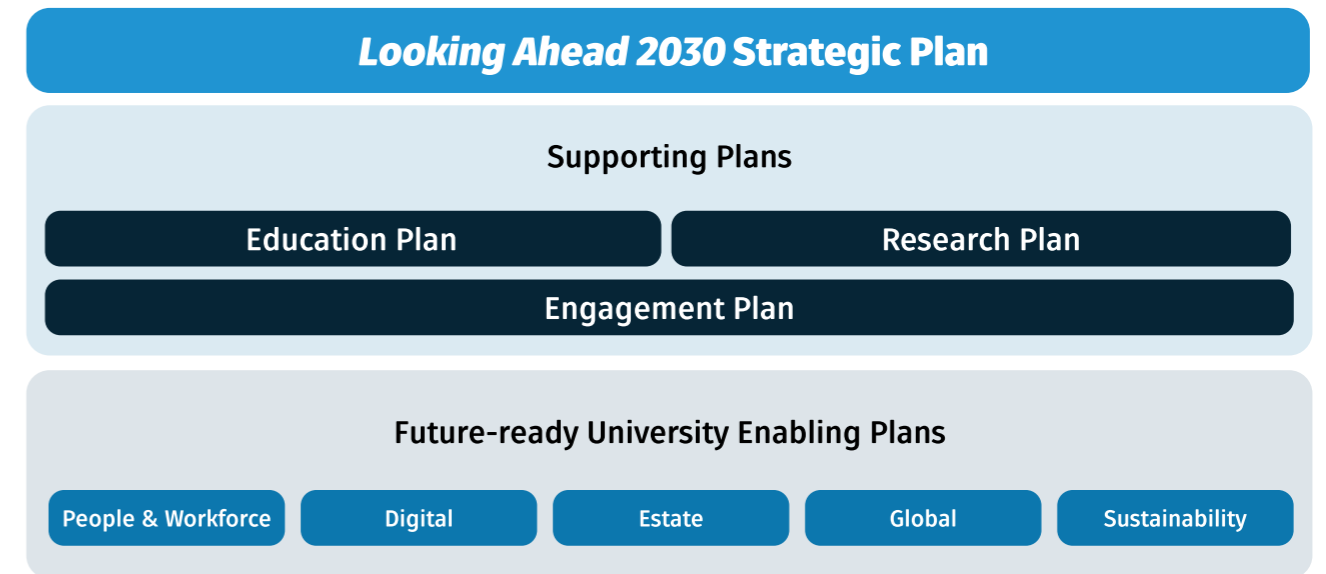 Looking Ahead 2030 Strategic Plan
Supporting Plans
Education Plan
Research Plan
Engagement Plan
Future-ready University Enabling Plans
People & Workforce
Digital
Estate
Global
Sustainability